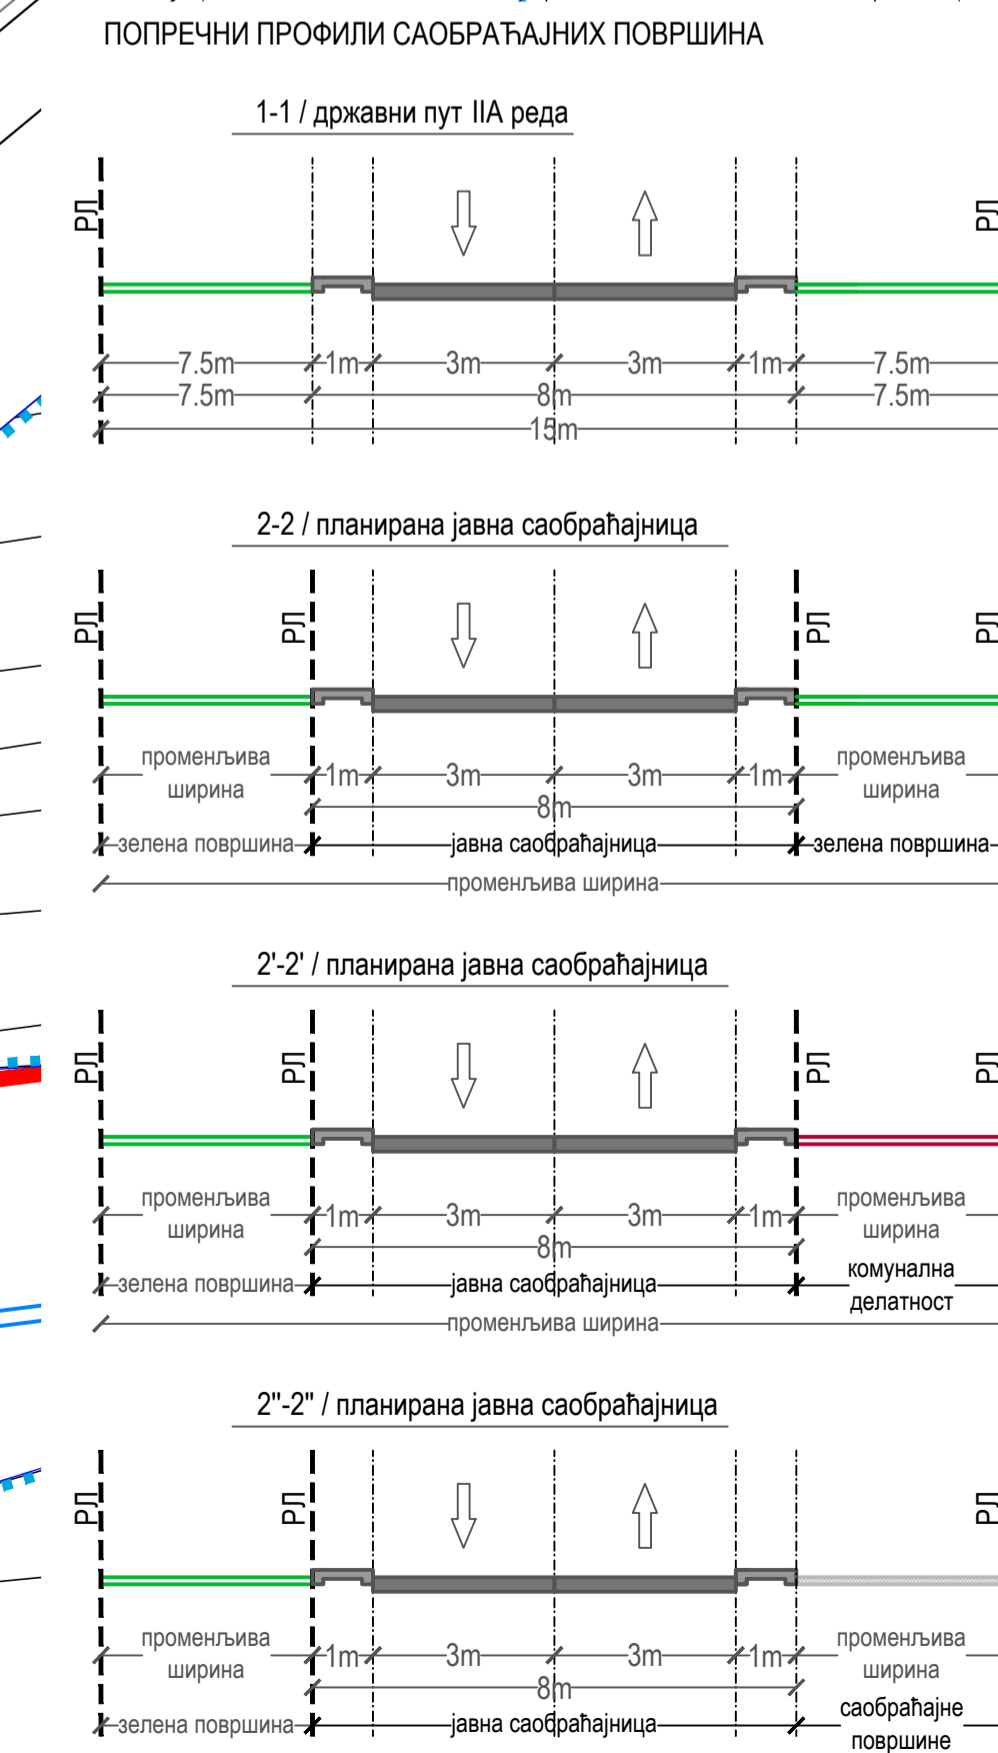 ПОПРЕЧНИ ПРОФИЛИ САОБРАЋАЈНИХ ПОВРШИНА
1-1 / државни пут IIA реда
РЛ РЛ
7.5m 1m 3m 3m 1m 7.5m
7.5m 8m 7.5m
15m
2-2 / планирана јавна саобраћајница
РЛ РЛ РЛ РЛ
променљива ширина 1m 3m 3m 1m променљива ширина
8m
зелена површина јавна саобраћајница зелена површина
променљива ширина
2'-2' / планирана јавна саобраћајница
РЛ РЛ РЛ РЛ
променљива ширина 1m 3m 3m 1m променљива ширина
8m
зелена површина јавна саобраћајница комунална делатност
променљива ширина
2"-2" / планирана јавна саобраћајница
РЛ РЛ РЛ
променљива ширина 1m 3m 3m 1m променљива ширина
8m
зелена површина јавна саобраћајница саобраћајне површине